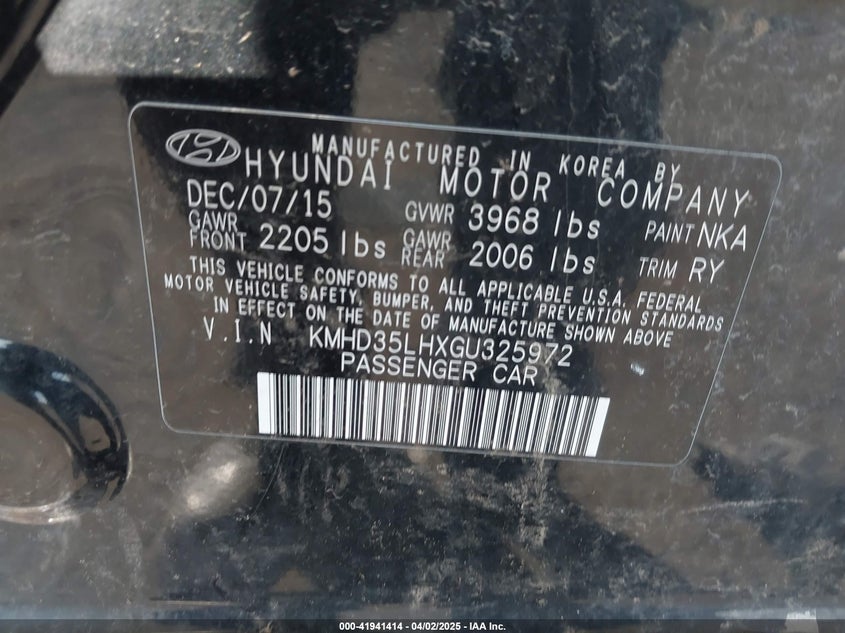 MANUFACTURED IN KOREA BY
HYUNDAI MOTOR COMPANY
DEC/07/15 GVWR 3968 lbs PAINT NKA
GAWR FRONT 2205 lbs GAWR REAR 2006 lbs TRIM RY
THIS VEHICLE CONFORMS TO ALL APPLICABLE U.S.A. FEDERAL
MOTOR VEHICLE SAFETY, BUMPER, AND THEFT PREVENTION STANDARDS
IN EFFECT ON THE DATE OF MANUFACTURE SHOWN ABOVE
V.I.N KMHD35LHXGU325972
PASSENGER CAR
000-41941414 - 04/02/2025 - IAA Inc.